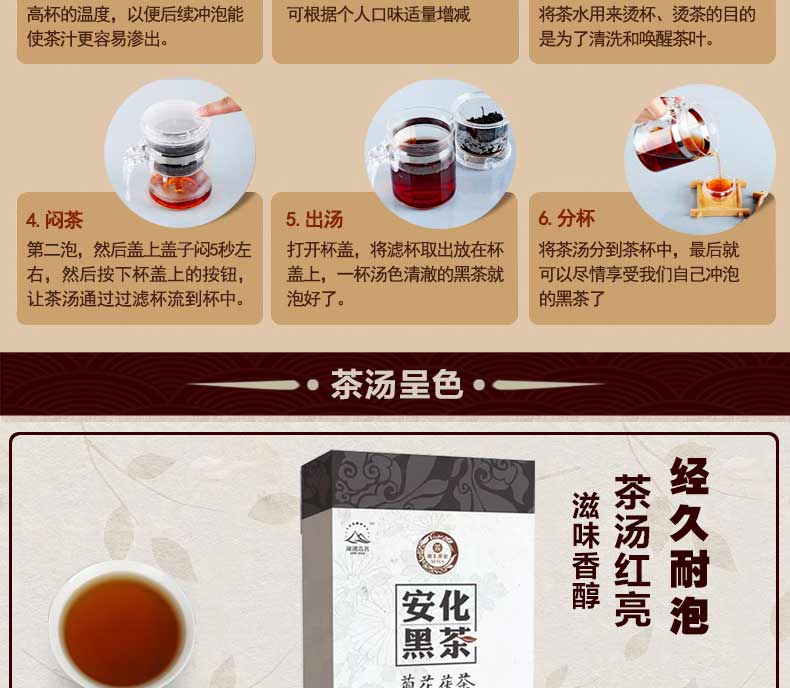 高杯的温度，以便后续冲泡能
使茶汁更容易渗出。
可根据个人口味适量增减
将茶水用来烫杯、烫茶的目的
是为了清洗和唤醒茶叶。
4. 闷茶
第二泡，然后盖上盖子闷5秒左
右，然后按下杯盖上的按钮，
让茶汤通过过滤杯流到杯中。
5. 出汤
打开杯盖，将滤杯取出放在杯
盖上，一杯汤色清澈的黑茶就
泡好了。
6. 分杯
将茶汤分到茶杯中，最后就
可以尽情享受我们自己冲泡
的黑茶了
茶汤呈色
经久耐泡
茶汤红亮
滋味香醇
安化
黑茶
菊花茯茶